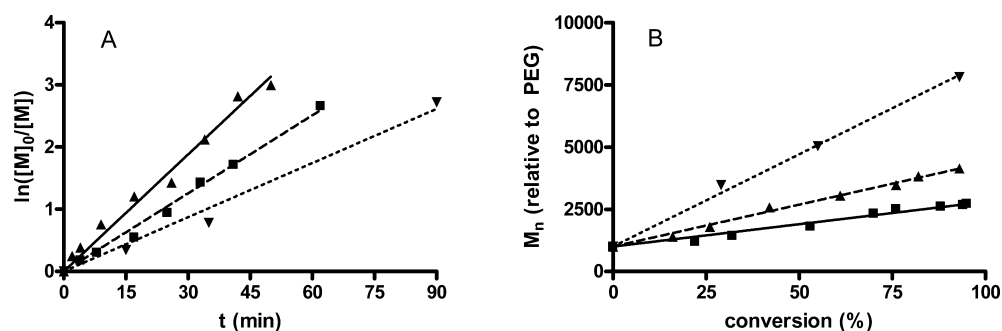 A
ln([M]₀/[M])
4
3
2
1
0
0 15 30 45 60 75 90
t (min)
B
Mₙ (relative to PEG)
10000
7500
5000
2500
0
0 25 50 75 100
conversion (%)